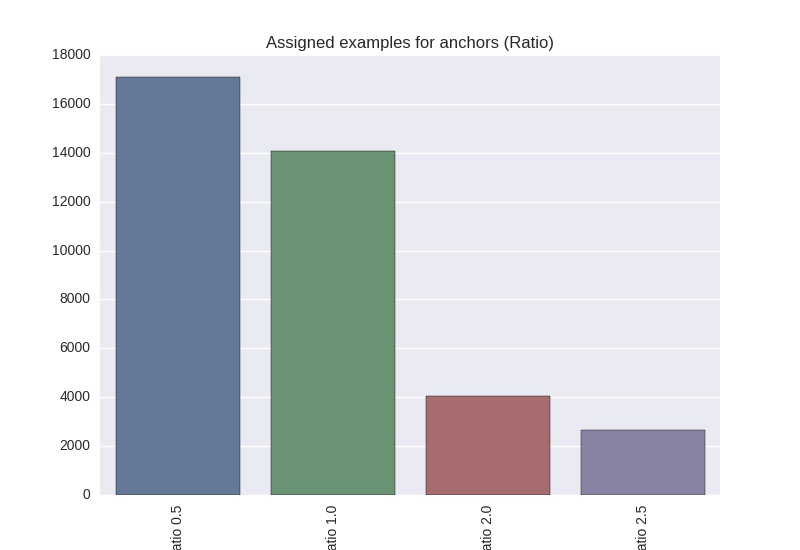 Assigned examples for anchors (Ratio)
18000
16000
14000
12000
10000
8000
6000
4000
2000
0
atio 0.5
atio 1.0
atio 2.0
atio 2.5